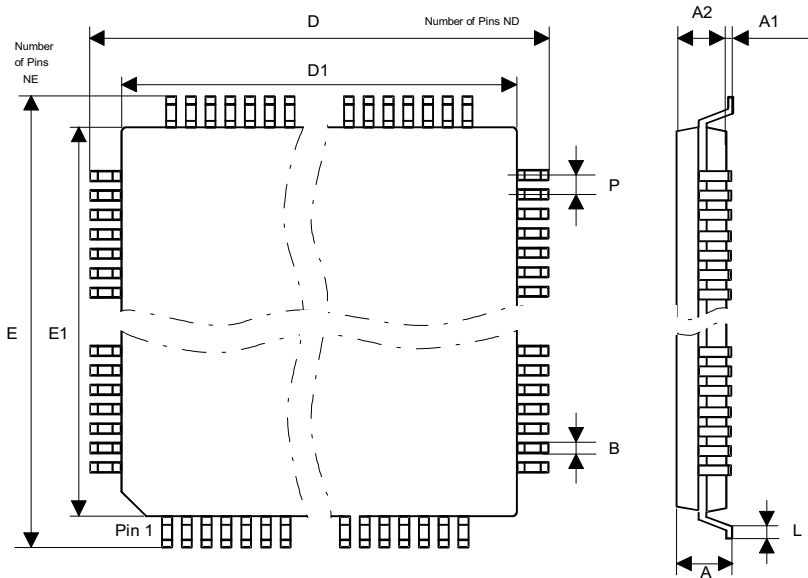 D
Number of Pins ND
A2
A1
Number
of Pins
NE
D1
P
E
E1
B
Pin 1
L
A